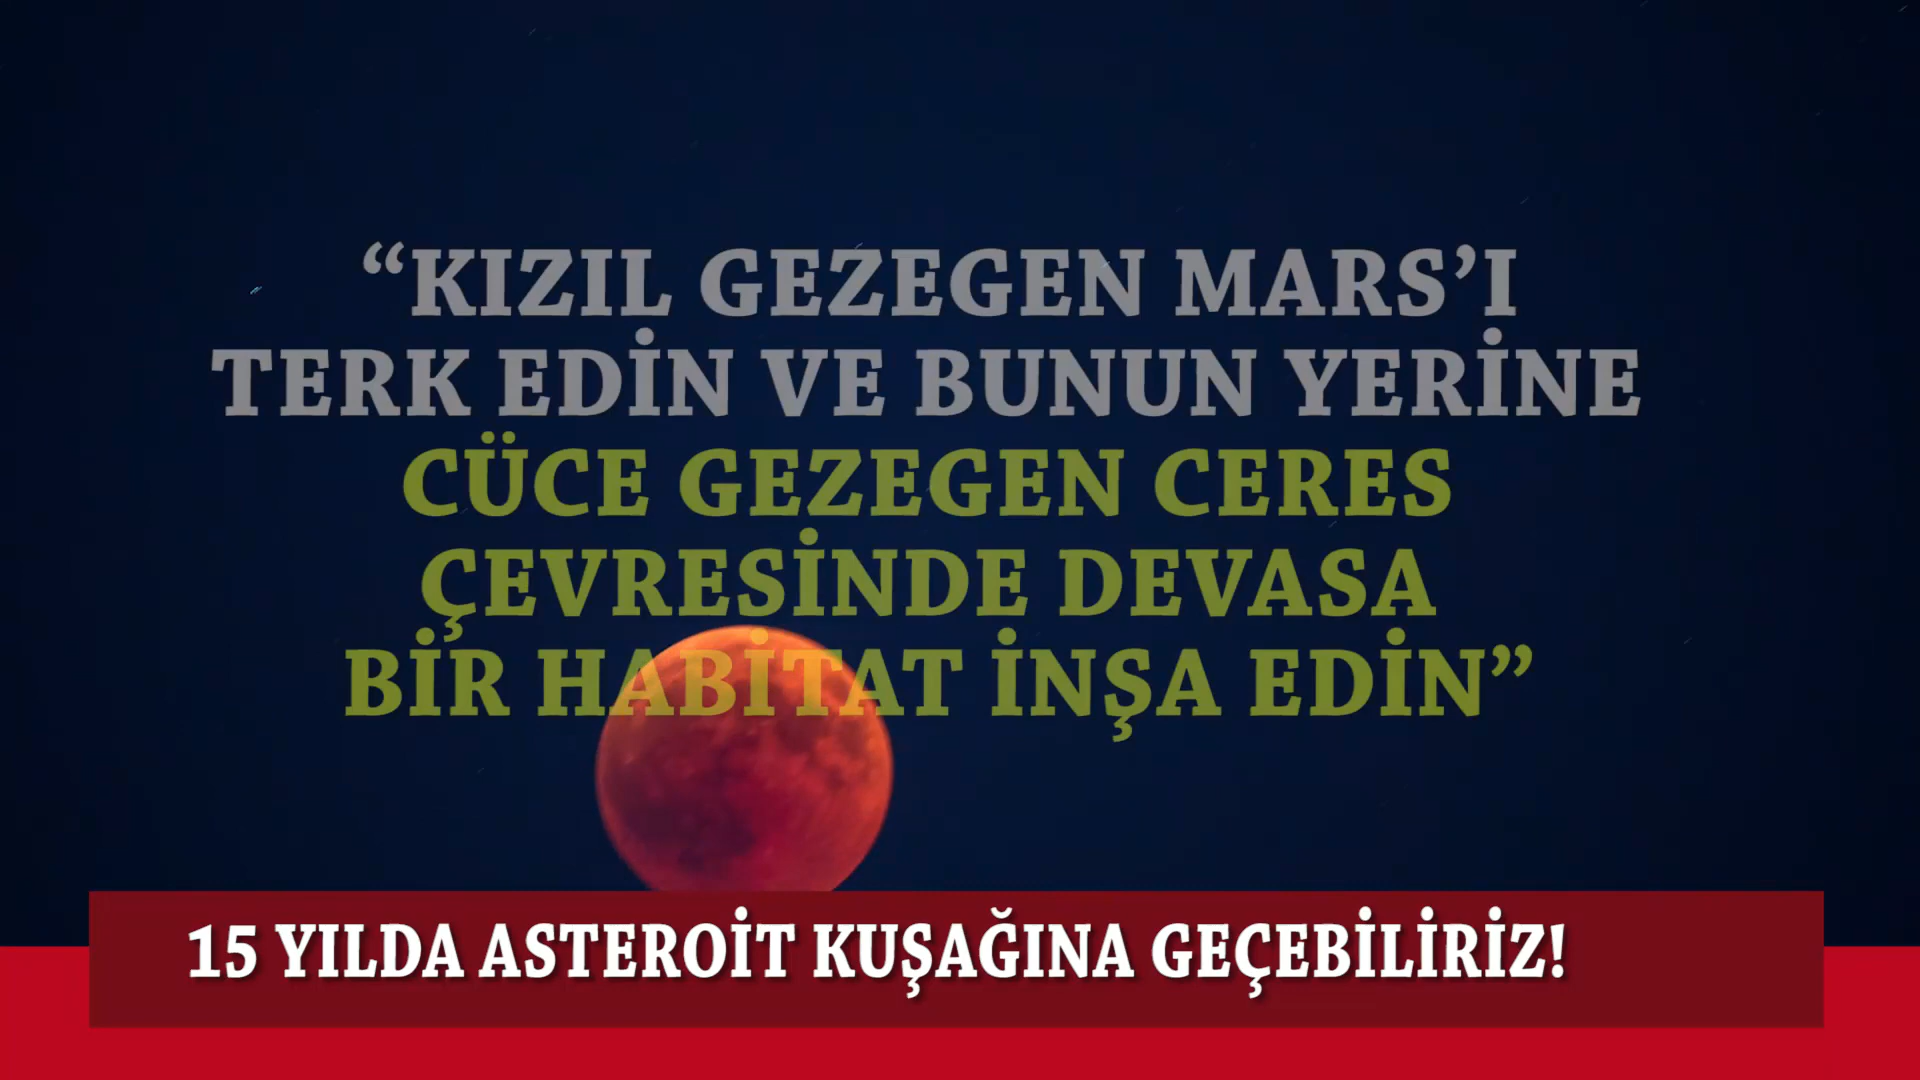 “KIZIL GEZEGEN MARS’I
TERK EDİN VE BUNUN YERİNE
CÜCE GEZEGEN CERES
ÇEVRESİNDE DEVASA
BİR HABİTAT İNŞA EDİN”
15 YILDA ASTEROİT KUŞAĞINA GEÇEBİLİRİZ!